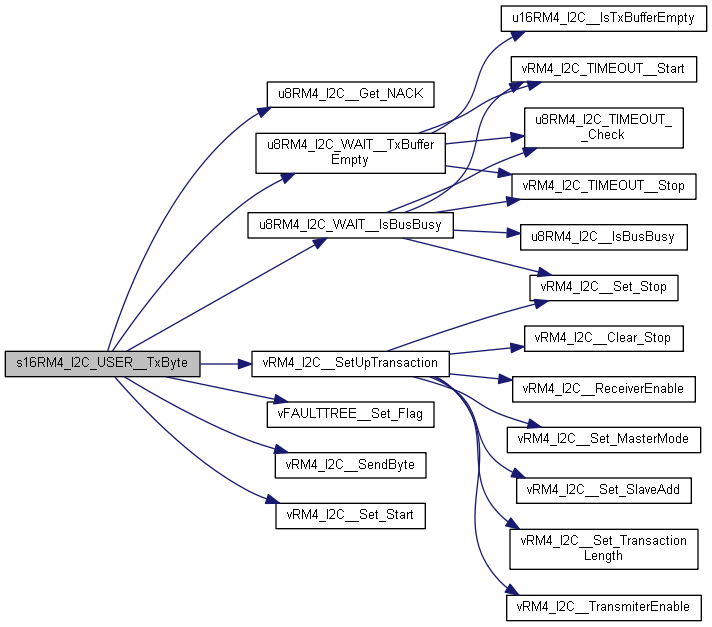 u16RM4_I2C__IsTxBufferEmpty
vRM4_I2C_TIMEOUT__Start
u8RM4_I2C__Get_NACK
u8RM4_I2C_TIMEOUT_
_Check
u8RM4_I2C_WAIT__TxBuffer
Empty
vRM4_I2C_TIMEOUT__Stop
u8RM4_I2C_WAIT__IsBusBusy
u8RM4_I2C__IsBusBusy
vRM4_I2C__Set_Stop
s16RM4_I2C_USER__TxByte
vRM4_I2C__SetUpTransaction
vRM4_I2C__Clear_Stop
vRM4_I2C__ReceiverEnable
vFAULTTREE__Set_Flag
vRM4_I2C__Set_MasterMode
vRM4_I2C__SendByte
vRM4_I2C__Set_SlaveAdd
vRM4_I2C__Set_Start
vRM4_I2C__Set_Transaction
Length
vRM4_I2C__TransmiterEnable